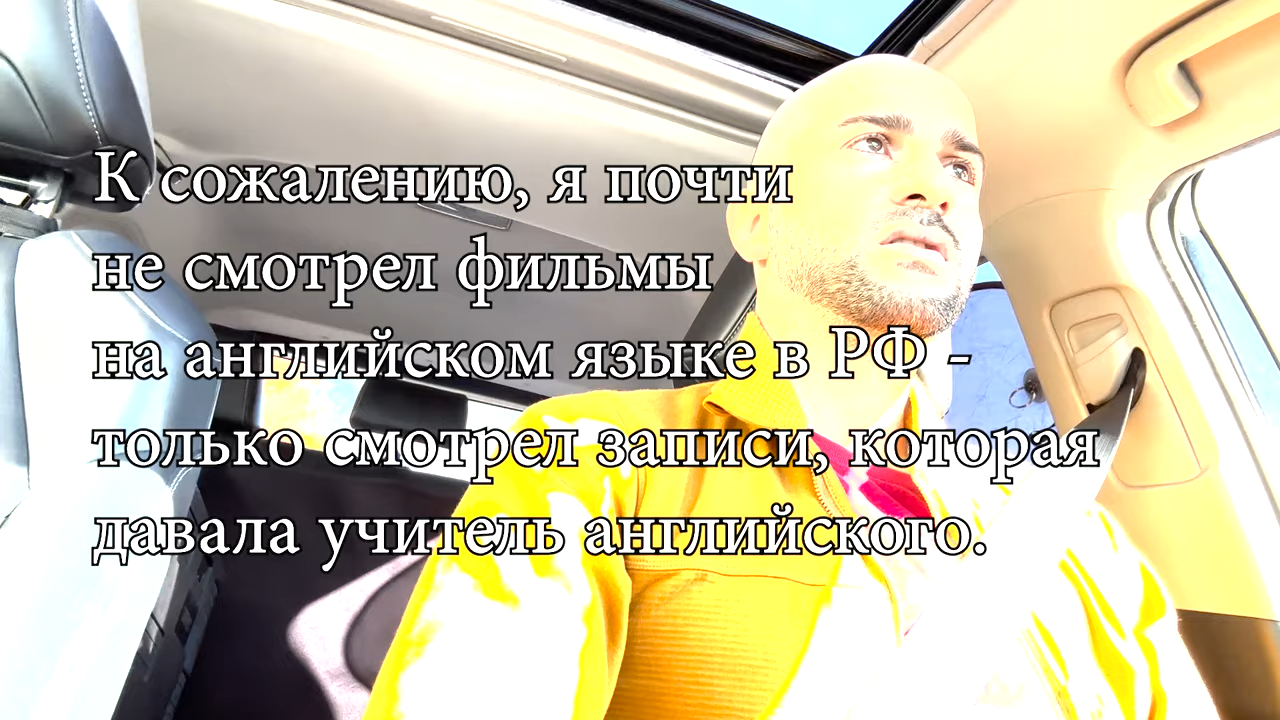 К сожалению, я почти
не смотрел фильмы
на английском языке в РФ -
только смотрел записи, которая
давала учитель английского.